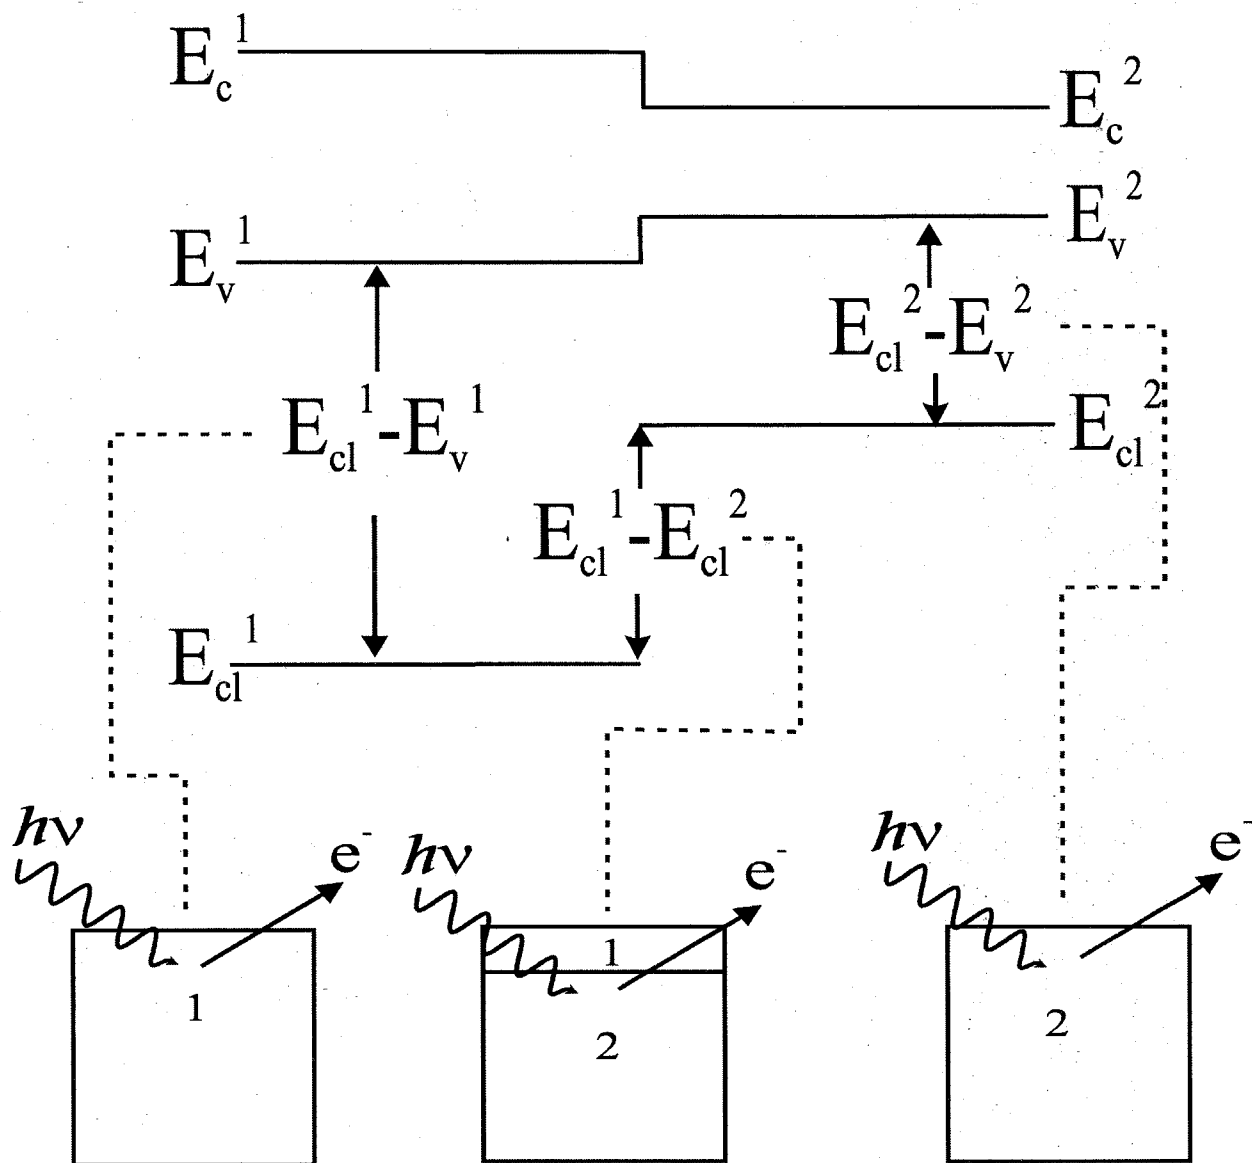 E_c^1
E_c^2
E_v^1
E_v^2
E_cl^2-E_v^2
E_cl^1-E_v^1
E_cl^2
E_cl^1-E_cl^2
E_cl^1
hν e^-
hν e^-
hν e^-
1
1
2
2